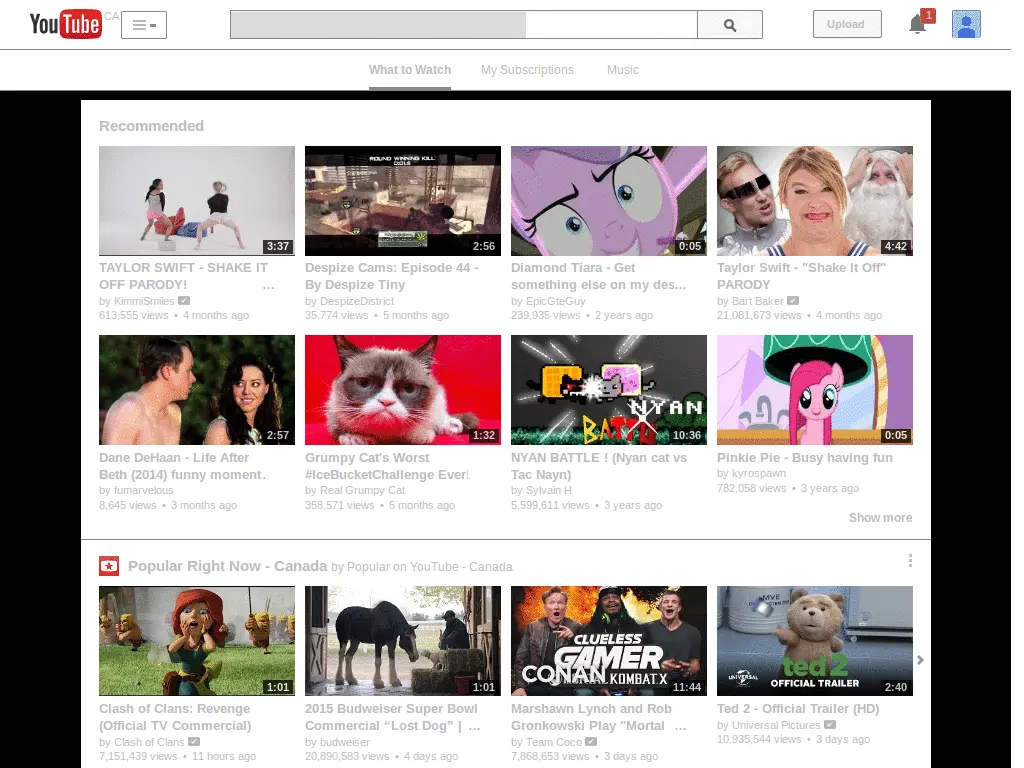 YouTube CA
Upload
1
What to Watch My Subscriptions Music
Recommended
ROUND WINNING KILL
3:37 2:56 0:05 4:42
TAYLOR SWIFT - SHAKE IT
OFF PARODY! ...
by KimmiSmiles
613,555 views • 4 months ago
Despize Cams: Episode 44 -
By Despize Tiny
by DespizeDistrict
35,774 views • 5 months ago
Diamond Tiara - Get
something else on my des...
by EpicGteGuy
239,935 views • 2 years ago
Taylor Swift - "Shake It Off"
PARODY
by Bart Baker
21,081,673 views • 4 months ago
NYAN
BATTLE
2:57 1:32 10:36 0:05
Dane DeHaan - Life After
Beth (2014) funny moment..
by fumarvelous
8,645 views • 3 months ago
Grumpy Cat's Worst
#IceBucketChallenge Ever!
by Real Grumpy Cat
358,571 views • 5 months ago
NYAN BATTLE ! (Nyan cat vs
Tac Nayn)
by Sylvain H
5,599,611 views • 3 years ago
Pinkie Pie - Busy having fun
by kyrospawn
782,058 views • 3 years ago
Show more
Popular Right Now - Canada by Popular on YouTube - Canada
CLUELESS
GAMER
CONAN MORTAL KOMBAT X
ted 2
UNIVERSAL OFFICIAL TRAILER
1:01 1:01 11:44 2:40
Clash of Clans: Revenge
(Official TV Commercial)
by Clash of Clans
7,151,439 views • 11 hours ago
2015 Budweiser Super Bowl
Commercial “Lost Dog” | ...
by budweiser
20,890,583 views • 4 days ago
Marshawn Lynch and Rob
Gronkowski Play "Mortal ...
by Team Coco
7,868,653 views • 3 days ago
Ted 2 - Official Trailer (HD)
by Universal Pictures
10,935,544 views • 3 days ago